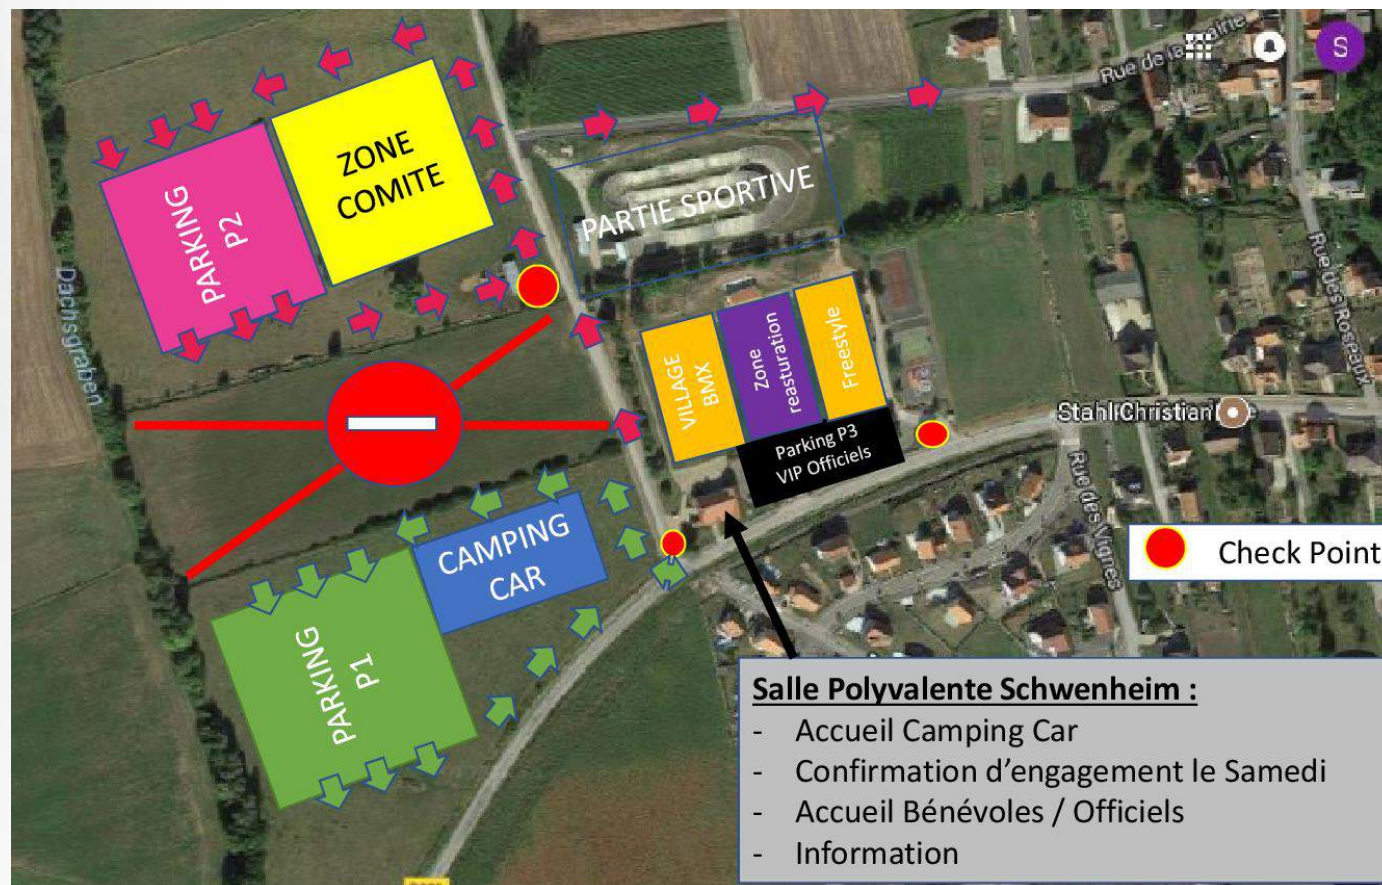 Rue de la Mairie
S
ZONE
COMITE
PARKING
P2
PARTIE SPORTIVE
Dachsgraben
Rue des Roseaux
VILLAGE
BMX
Zone
reasturation
Freestyle
Stahl Christian
Parking P3
VIP Officiels
Rue des Vignes
CAMPING
CAR
Check Point
PARKING
P1
Salle Polyvalente Schwenheim :
- Accueil Camping Car
- Confirmation d'engagement le Samedi
- Accueil Bénévoles / Officiels
- Information